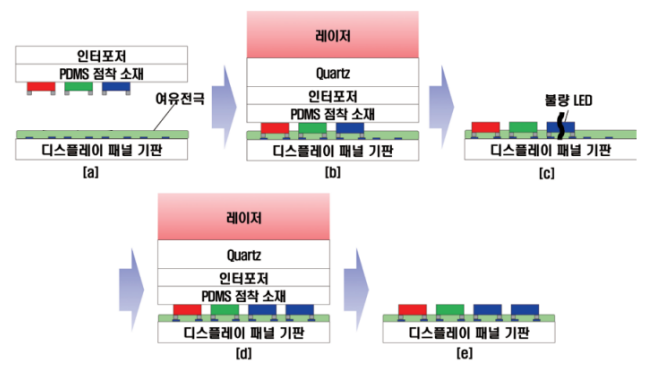 인터포저
PDMS 점착 소재
여유전극
디스플레이 패널 기판
[a]
레이저
Quartz
인터포저
PDMS 점착 소재
디스플레이 패널 기판
[b]
불량 LED
디스플레이 패널 기판
[c]
레이저
Quartz
인터포저
PDMS 점착 소재
디스플레이 패널 기판
[d]
디스플레이 패널 기판
[e]